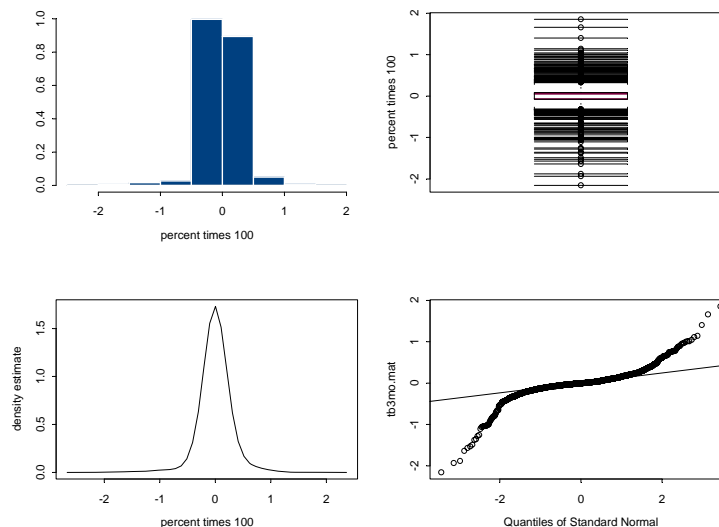 0.0 0.2 0.4 0.6 0.8 1.0
-2 -1 0 1 2
percent times 100
-2 -1 0 1 2
percent times 100
0.0 0.5 1.0 1.5
density estimate
-2 -1 0 1 2
percent times 100
-2 -1 0 1 2
tb3mo.mat
-2 0 2
Quantiles of Standard Normal